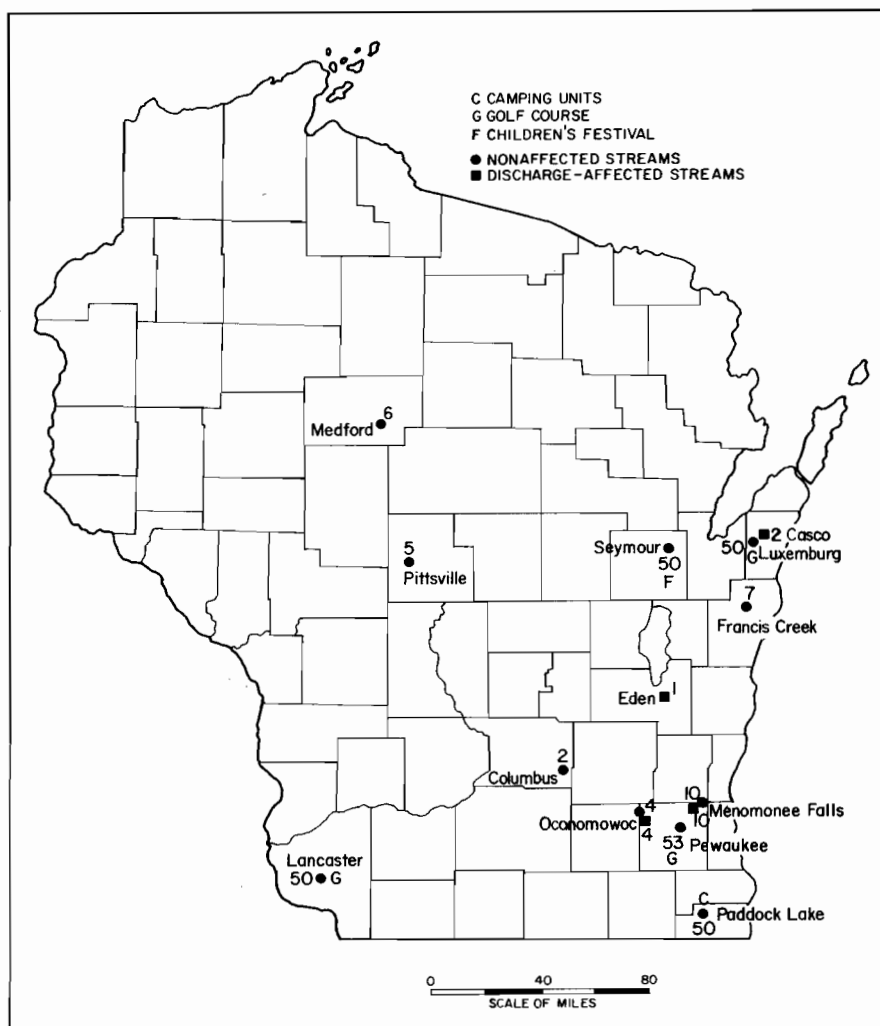 C CAMPING UNITS
G GOLF COURSE
F CHILDREN'S FESTIVAL
NONAFFECTED STREAMS
DISCHARGE-AFFECTED STREAMS
6
Medford
5
Pittsville
Seymour
50
F
50
G
2 Casco
Luxemburg
7
Francis Creek
Eden
1
2
Columbus
4
Oconomowoc
4
10
Menomonee Falls
10
53
G
Pewaukee
Lancaster
50
G
C
Paddock Lake
50
0 40 80
SCALE OF MILES